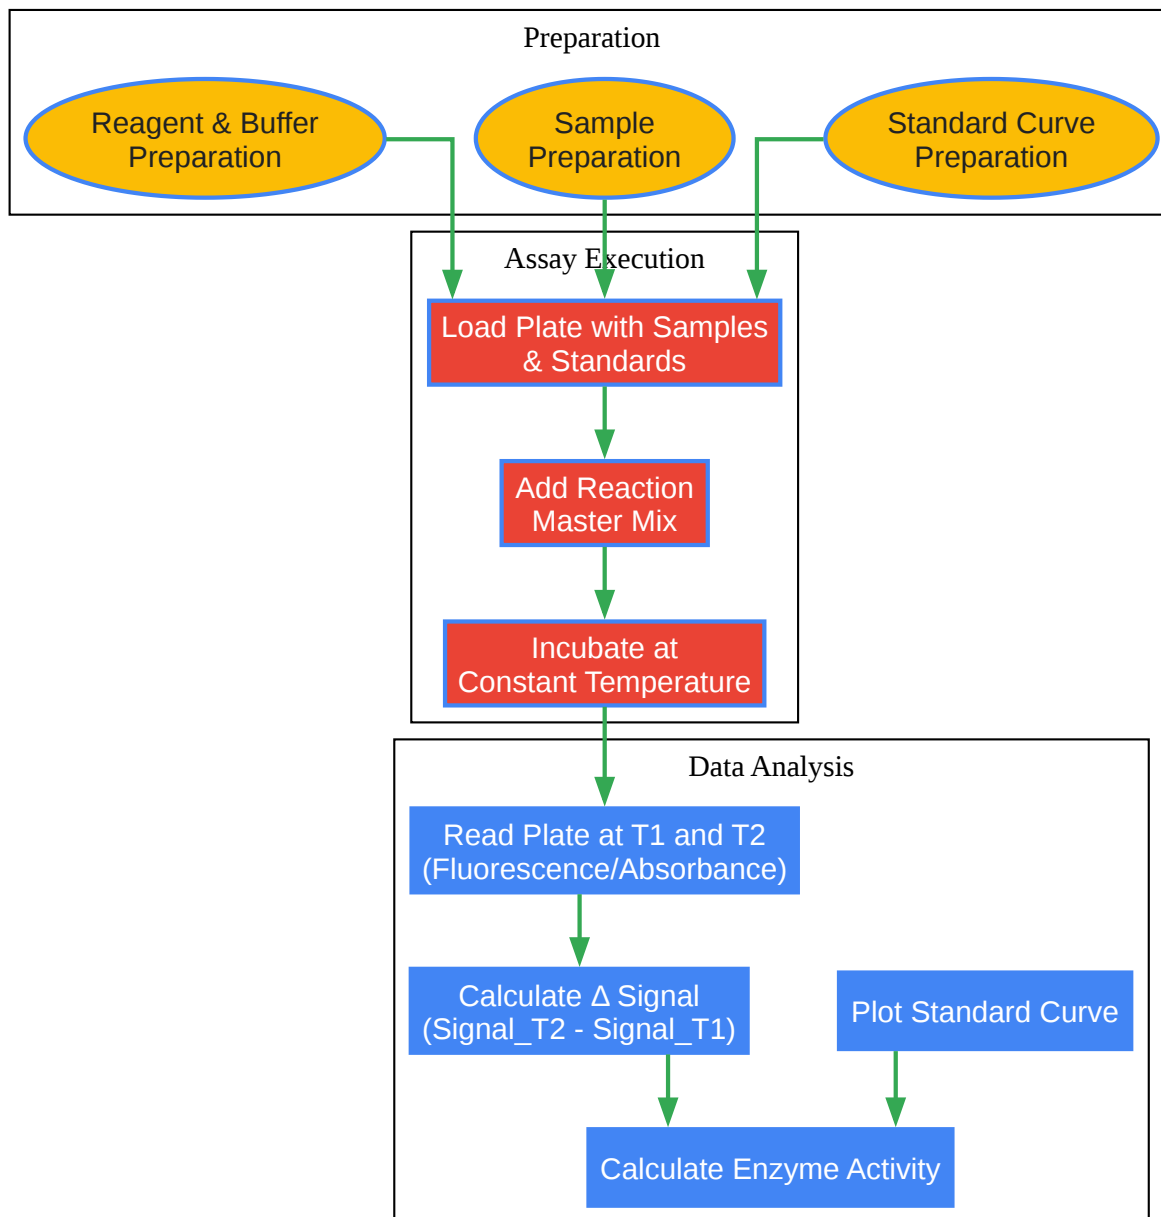 Preparation
Reagent & Buffer
Preparation
Sample
Preparation
Standard Curve
Preparation
Assay Execution
Load Plate with Samples
& Standards
Add Reaction
Master Mix
Incubate at
Constant Temperature
Data Analysis
Read Plate at T1 and T2
(Fluorescence/Absorbance)
Calculate Δ Signal
(Signal_T2 - Signal_T1)
Plot Standard Curve
Calculate Enzyme Activity